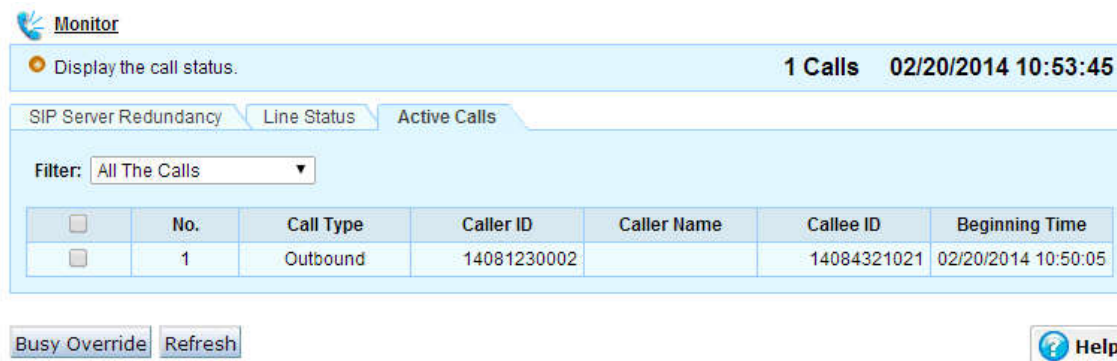 Monitor
Display the call status. 1 Calls 02/20/2014 10:53:45
SIP Server Redundancy Line Status Active Calls
Filter: All The Calls
No. Call Type Caller ID Caller Name Callee ID Beginning Time
1 Outbound 14081230002 14084321021 02/20/2014 10:50:05
Busy Override Refresh Help